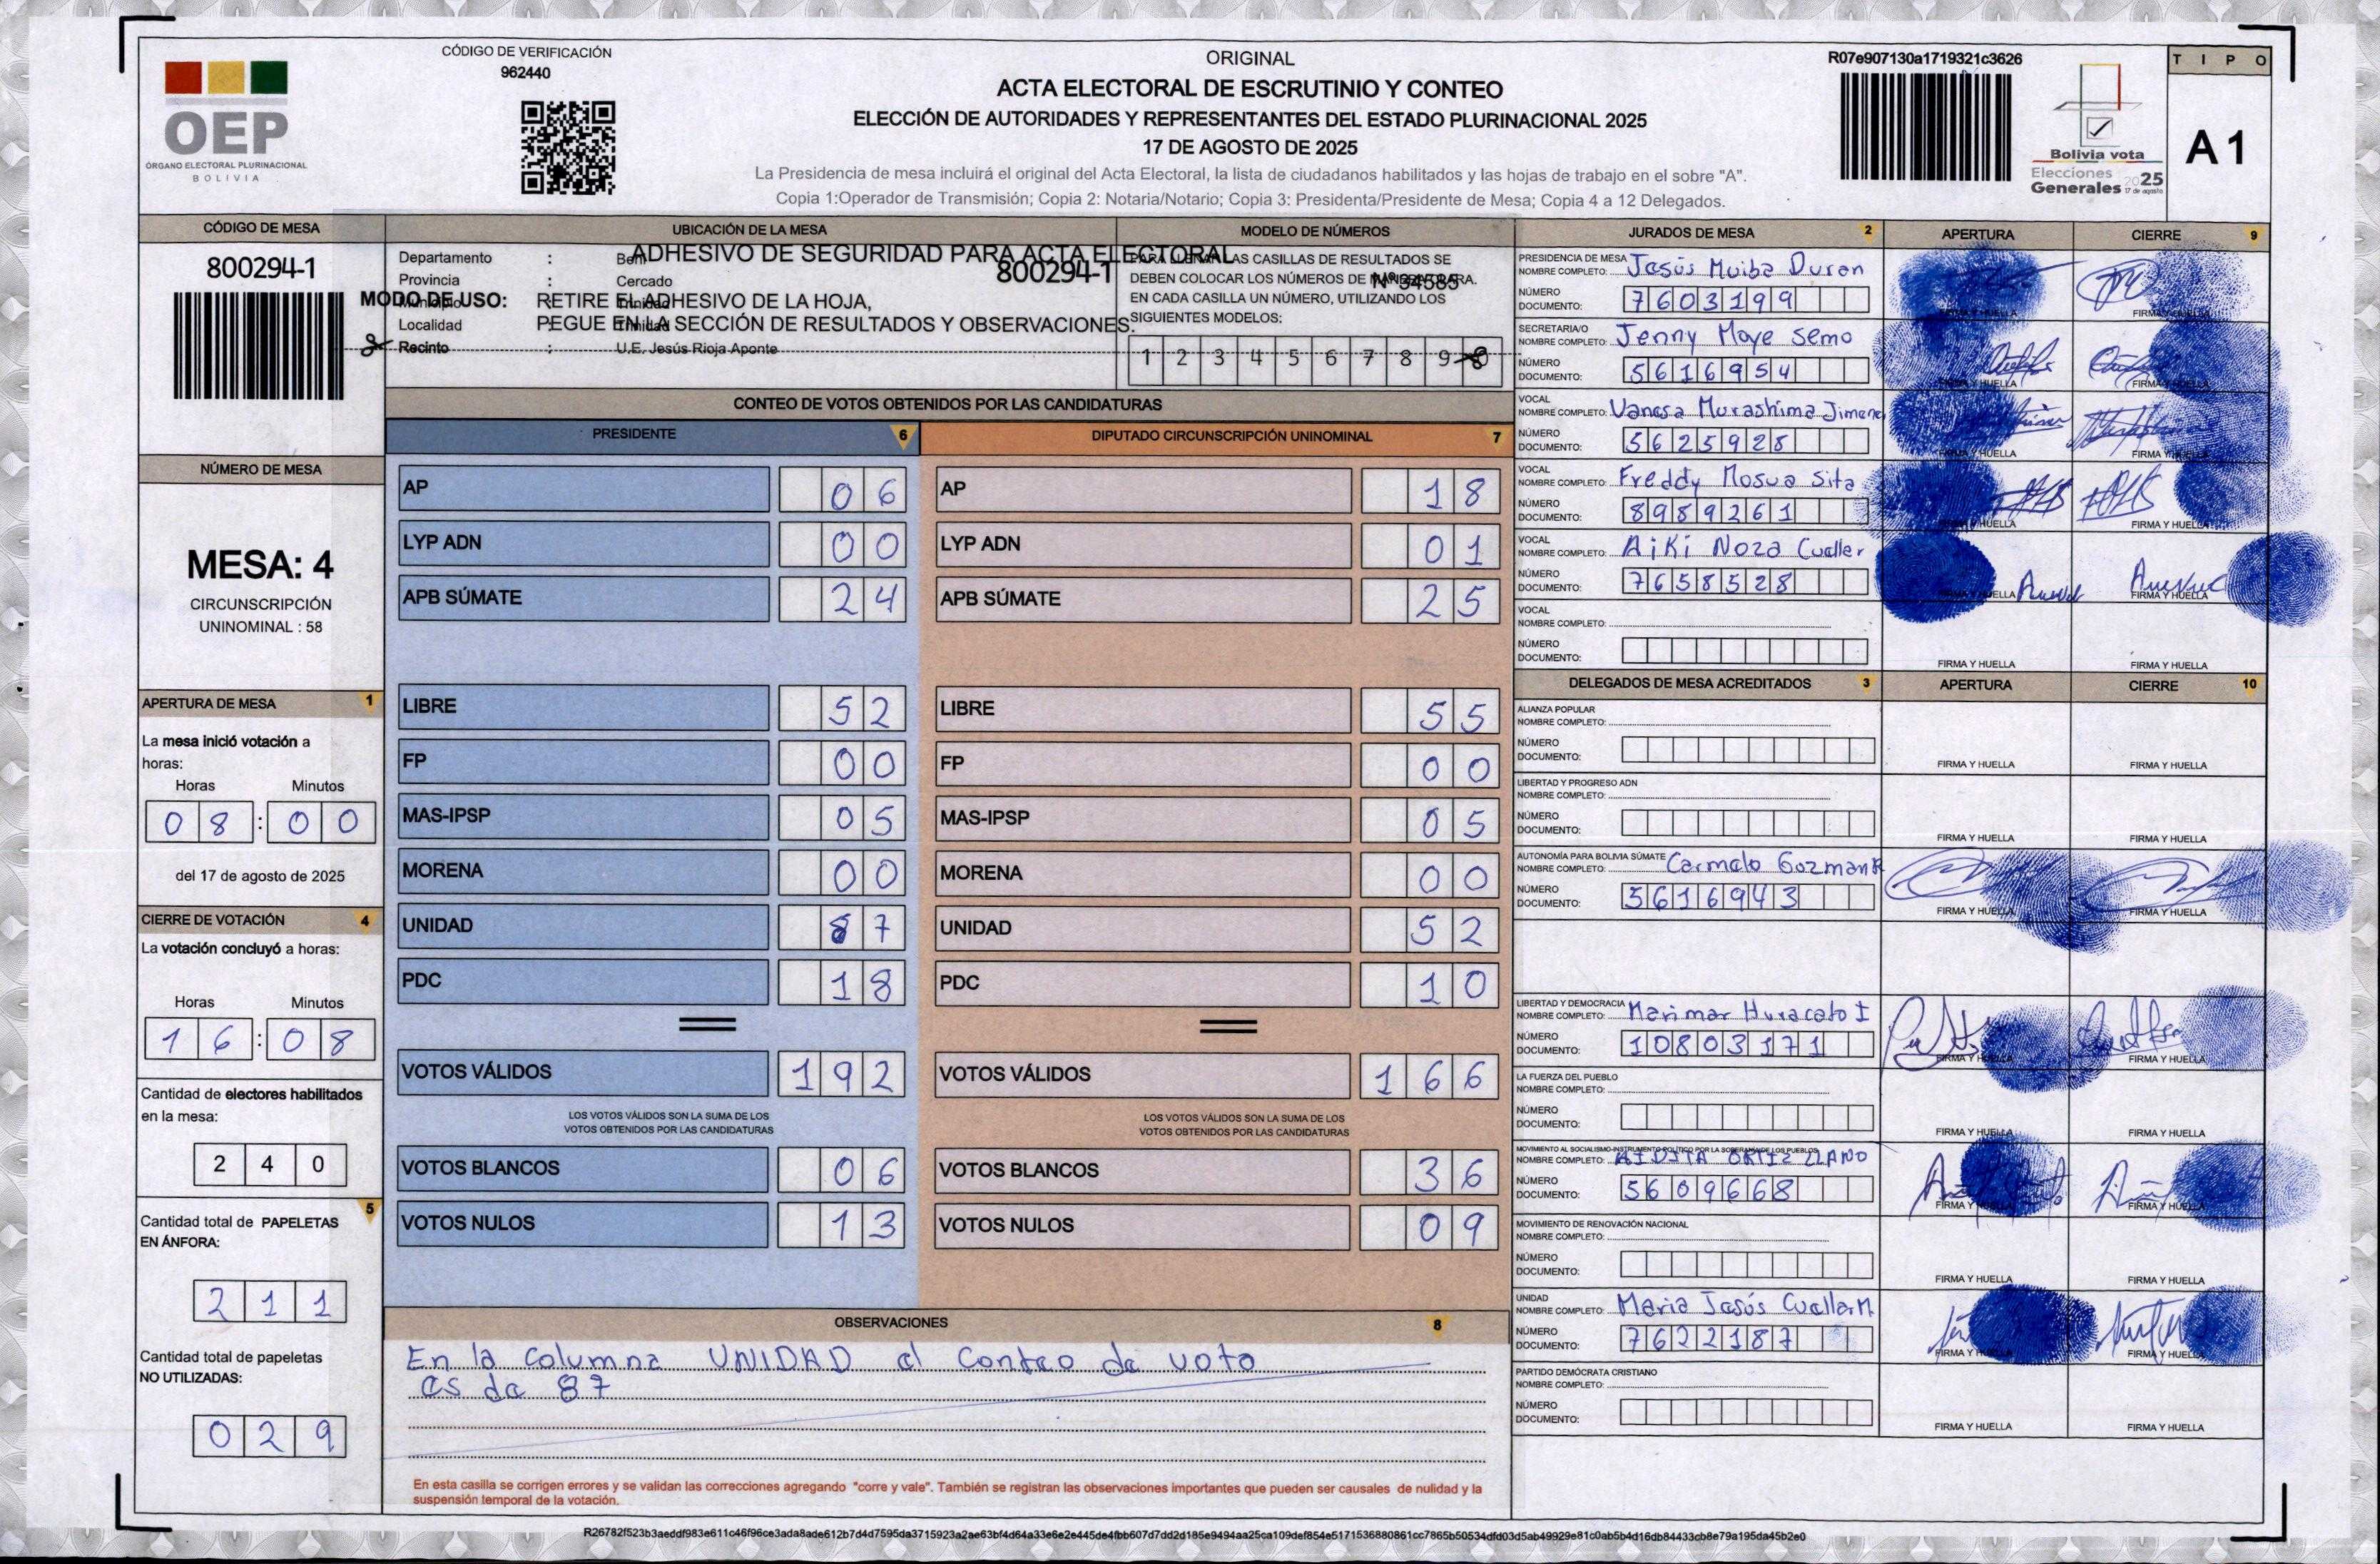 CÓDIGO DE VERIFICACIÓN
962440
OEP
ÓRGANO ELECTORAL PLURINACIONAL
BOLIVIA
ORIGINAL
ACTA ELECTORAL DE ESCRUTINIO Y CONTEO
ELECCIÓN DE AUTORIDADES Y REPRESENTANTES DEL ESTADO PLURINACIONAL 2025
17 DE AGOSTO DE 2025
La Presidencia de mesa incluirá el original del Acta Electoral, la lista de ciudadanos habilitados y las hojas de trabajo en el sobre "A".
Copia 1:Operador de Transmisión; Copia 2: Notaria/Notario; Copia 3: Presidenta/Presidente de Mesa; Copia 4 a 12 Delegados.
R07e907130a1719321c3626
Bolivia vota
Elecciones
Generales 2025
17 de agosto
TIPO
A 1
CÓDIGO DE MESA
800294-1
NÚMERO DE MESA
MESA: 4
CIRCUNSCRIPCIÓN
UNINOMINAL : 58
APERTURA DE MESA 1
La mesa inició votación a
horas:
Horas Minutos
08 : 00
del 17 de agosto de 2025
CIERRE DE VOTACIÓN 4
La votación concluyó a horas:
Horas Minutos
16 : 08
Cantidad de electores habilitados
en la mesa:
240
5
Cantidad total de PAPELETAS
EN ÁNFORA:
211
Cantidad total de papeletas
NO UTILIZADAS:
029
UBICACIÓN DE LA MESA
ADHESIVO DE SEGURIDAD PARA ACTA ELECTORAL
Departamento : Beni
800294-1
Nº 34585
Provincia : Cercado
MODO DE USO: RETIRE EL ADHESIVO DE LA HOJA,
Municipio : Trinidad
PEGUE EN LA SECCIÓN DE RESULTADOS Y OBSERVACIONES.
Localidad : Trinidad
Recinto : U.E. Jesús Rioja Aponte
MODELO DE NÚMEROS
PARA LLENAR LAS CASILLAS DE RESULTADOS SE
DEBEN COLOCAR LOS NÚMEROS DE MANERA CLARA.
EN CADA CASILLA UN NÚMERO, UTILIZANDO LOS
SIGUIENTES MODELOS:
1 2 3 4 5 6 7 8 9 0
CONTEO DE VOTOS OBTENIDOS POR LAS CANDIDATURAS
PRESIDENTE 6
AP 06
LYP ADN 00
APB SÚMATE 24
LIBRE 52
FP 00
MAS-IPSP 05
MORENA 00
UNIDAD 87
PDC 18
VOTOS VÁLIDOS 192
LOS VOTOS VÁLIDOS SON LA SUMA DE LOS
VOTOS OBTENIDOS POR LAS CANDIDATURAS
VOTOS BLANCOS 06
VOTOS NULOS 13
DIPUTADO CIRCUNSCRIPCIÓN UNINOMINAL 7
AP 18
LYP ADN 01
APB SÚMATE 25
LIBRE 55
FP 00
MAS-IPSP 05
MORENA 00
UNIDAD 52
PDC 10
VOTOS VÁLIDOS 166
LOS VOTOS VÁLIDOS SON LA SUMA DE LOS
VOTOS OBTENIDOS POR LAS CANDIDATURAS
VOTOS BLANCOS 36
VOTOS NULOS 09
OBSERVACIONES 8
En la columna UNIDAD el conteo de voto
es de 87
En esta casilla se corrigen errores y se validan las correcciones agregando "corre y vale". También se registran las observaciones importantes que pueden ser causales de nulidad y la
suspensión temporal de la votación.
JURADOS DE MESA 2 APERTURA CIERRE 9
PRESIDENCIA DE MESA
NOMBRE COMPLETO: Jesús Muiba Duran
NÚMERO
DOCUMENTO: 7603199
FIRMA Y HUELLA FIRMA Y HUELLA
SECRETARIA/O
NOMBRE COMPLETO: Jenny Moye Semo
NÚMERO
DOCUMENTO: 5616954
FIRMA Y HUELLA FIRMA Y HUELLA
VOCAL
NOMBRE COMPLETO: Vanesa Murashima Jimene
NÚMERO
DOCUMENTO: 5625928
FIRMA Y HUELLA FIRMA Y HUELLA
VOCAL
NOMBRE COMPLETO: Freddy Mosua Sita
NÚMERO
DOCUMENTO: 8989261
FIRMA Y HUELLA FIRMA Y HUELLA
VOCAL
NOMBRE COMPLETO: Aiki Noza Cuellar
NÚMERO
DOCUMENTO: 7658528
FIRMA Y HUELLA FIRMA Y HUELLA
VOCAL
NOMBRE COMPLETO:
NÚMERO
DOCUMENTO:
FIRMA Y HUELLA FIRMA Y HUELLA
DELEGADOS DE MESA ACREDITADOS 3 APERTURA CIERRE 10
ALIANZA POPULAR
NOMBRE COMPLETO:
NÚMERO
DOCUMENTO:
FIRMA Y HUELLA FIRMA Y HUELLA
LIBERTAD Y PROGRESO ADN
NOMBRE COMPLETO:
NÚMERO
DOCUMENTO:
FIRMA Y HUELLA FIRMA Y HUELLA
AUTONOMÍA PARA BOLIVIA SÚMATE
NOMBRE COMPLETO: Carmelo Gozman R
NÚMERO
DOCUMENTO: 5616943
FIRMA Y HUELLA FIRMA Y HUELLA
LIBERTAD Y DEMOCRACIA
NOMBRE COMPLETO: Marimar Huracato I
NÚMERO
DOCUMENTO: 10803171
FIRMA Y HUELLA FIRMA Y HUELLA
LA FUERZA DEL PUEBLO
NOMBRE COMPLETO:
NÚMERO
DOCUMENTO:
FIRMA Y HUELLA FIRMA Y HUELLA
MOVIMIENTO AL SOCIALISMO-INSTRUMENTO POLÍTICO POR LA SOBERANÍA DE LOS PUEBLOS
NOMBRE COMPLETO: AIDITA ORTIZ LLANO
NÚMERO
DOCUMENTO: 5609668
FIRMA Y HUELLA FIRMA Y HUELLA
MOVIMIENTO DE RENOVACIÓN NACIONAL
NOMBRE COMPLETO:
NÚMERO
DOCUMENTO:
FIRMA Y HUELLA FIRMA Y HUELLA
UNIDAD
NOMBRE COMPLETO: Maria Jesús Cuellar M.
NÚMERO
DOCUMENTO: 7622187
FIRMA Y HUELLA FIRMA Y HUELLA
PARTIDO DEMÓCRATA CRISTIANO
NOMBRE COMPLETO:
NÚMERO
DOCUMENTO:
FIRMA Y HUELLA FIRMA Y HUELLA